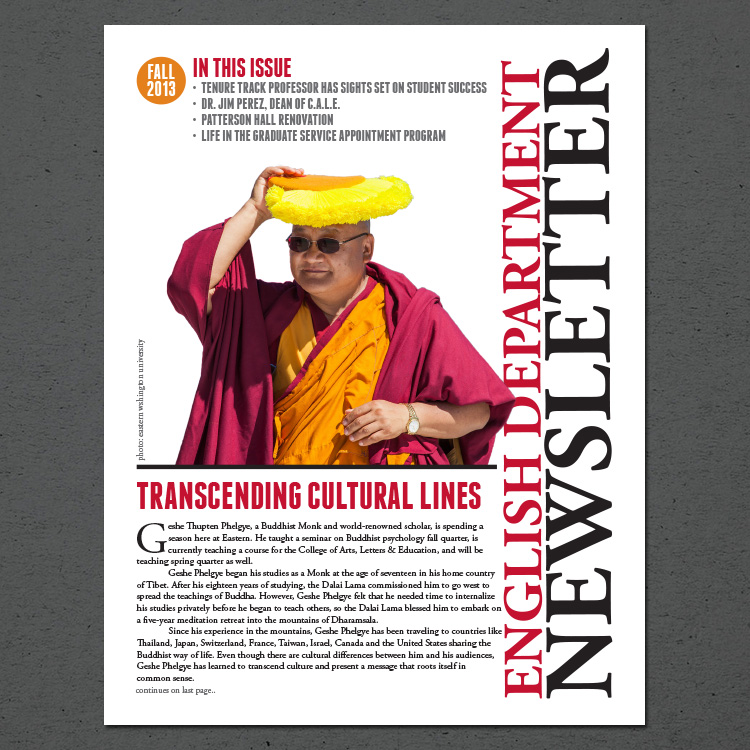 FALL
2013
IN THIS ISSUE
• TENURE TRACK PROFESSOR HAS SIGHTS SET ON STUDENT SUCCESS
• DR. JIM PEREZ, DEAN OF C.A.L.E.
• PATTERSON HALL RENOVATION
• LIFE IN THE GRADUATE SERVICE APPOINTMENT PROGRAM
ENGLISH DEPARTMENT
NEWSLETTER
photo: eastern wshington university
TRANSCENDING CULTURAL LINES
Geshe Thupten Phelgye, a Buddhist Monk and world-renowned scholar, is spending a
season here at Eastern. He taught a seminar on Buddhist psychology fall quarter, is
currently teaching a course for the College of Arts, Letters & Education, and will be
teaching spring quarter as well.
Geshe Phelgye began his studies as a Monk at the age of seventeen in his home country
of Tibet. After his eighteen years of studying, the Dalai Lama commissioned him to go west to
spread the teachings of Buddha. However, Geshe Phelgye felt that he needed time to internalize
his studies privately before he began to teach others, so the Dalai Lama blessed him to embark on
a five-year meditation retreat into the mountains of Dharamsala.
Since his experience in the mountains, Geshe Phelgye has been traveling to countries like
Thailand, Japan, Switzerland, France, Taiwan, Israel, Canada and the United States sharing the
Buddhist way of life. Even though there are cultural differences between him and his audiences,
Geshe Phelgye has learned to transcend culture and present a message that roots itself in
common sense.
continues on last page..